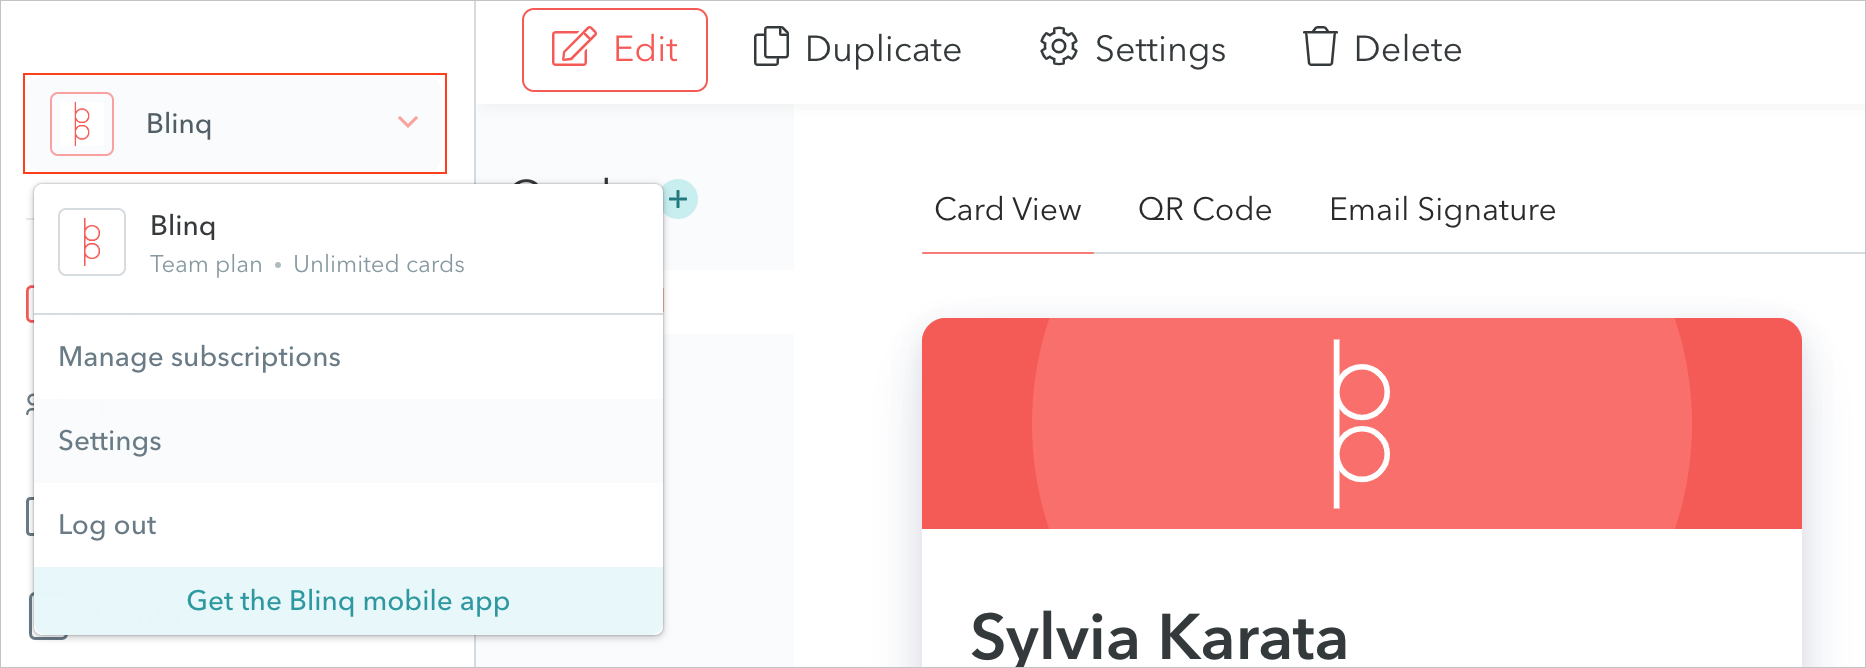 Edit
Duplicate
Settings
Delete
Blinq
Blinq
Team plan • Unlimited cards
Manage subscriptions
Settings
Log out
Get the Blinq mobile app
Card View
QR Code
Email Signature
Sylvia Karata